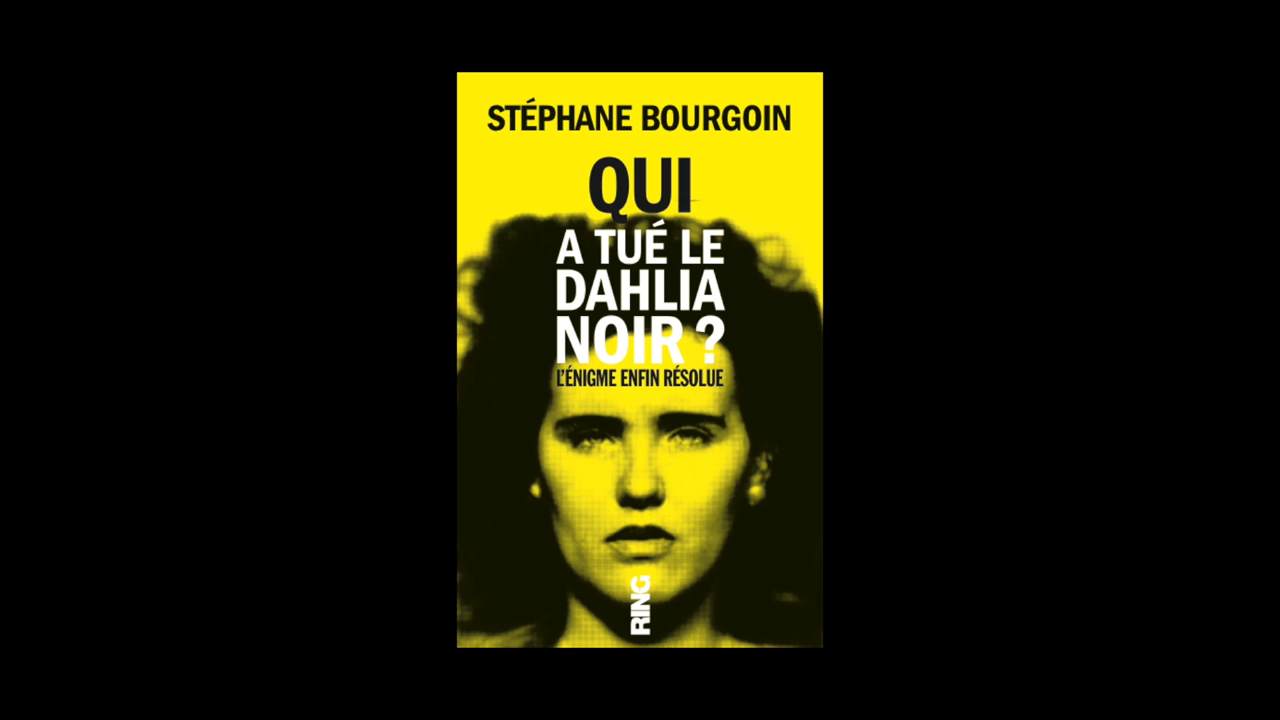 STÉPHANE BOURGOIN
QUI
A TUÉ LE
DAHLIA
NOIR ?
L'ÉNIGME ENFIN RÉSOLUE
RING